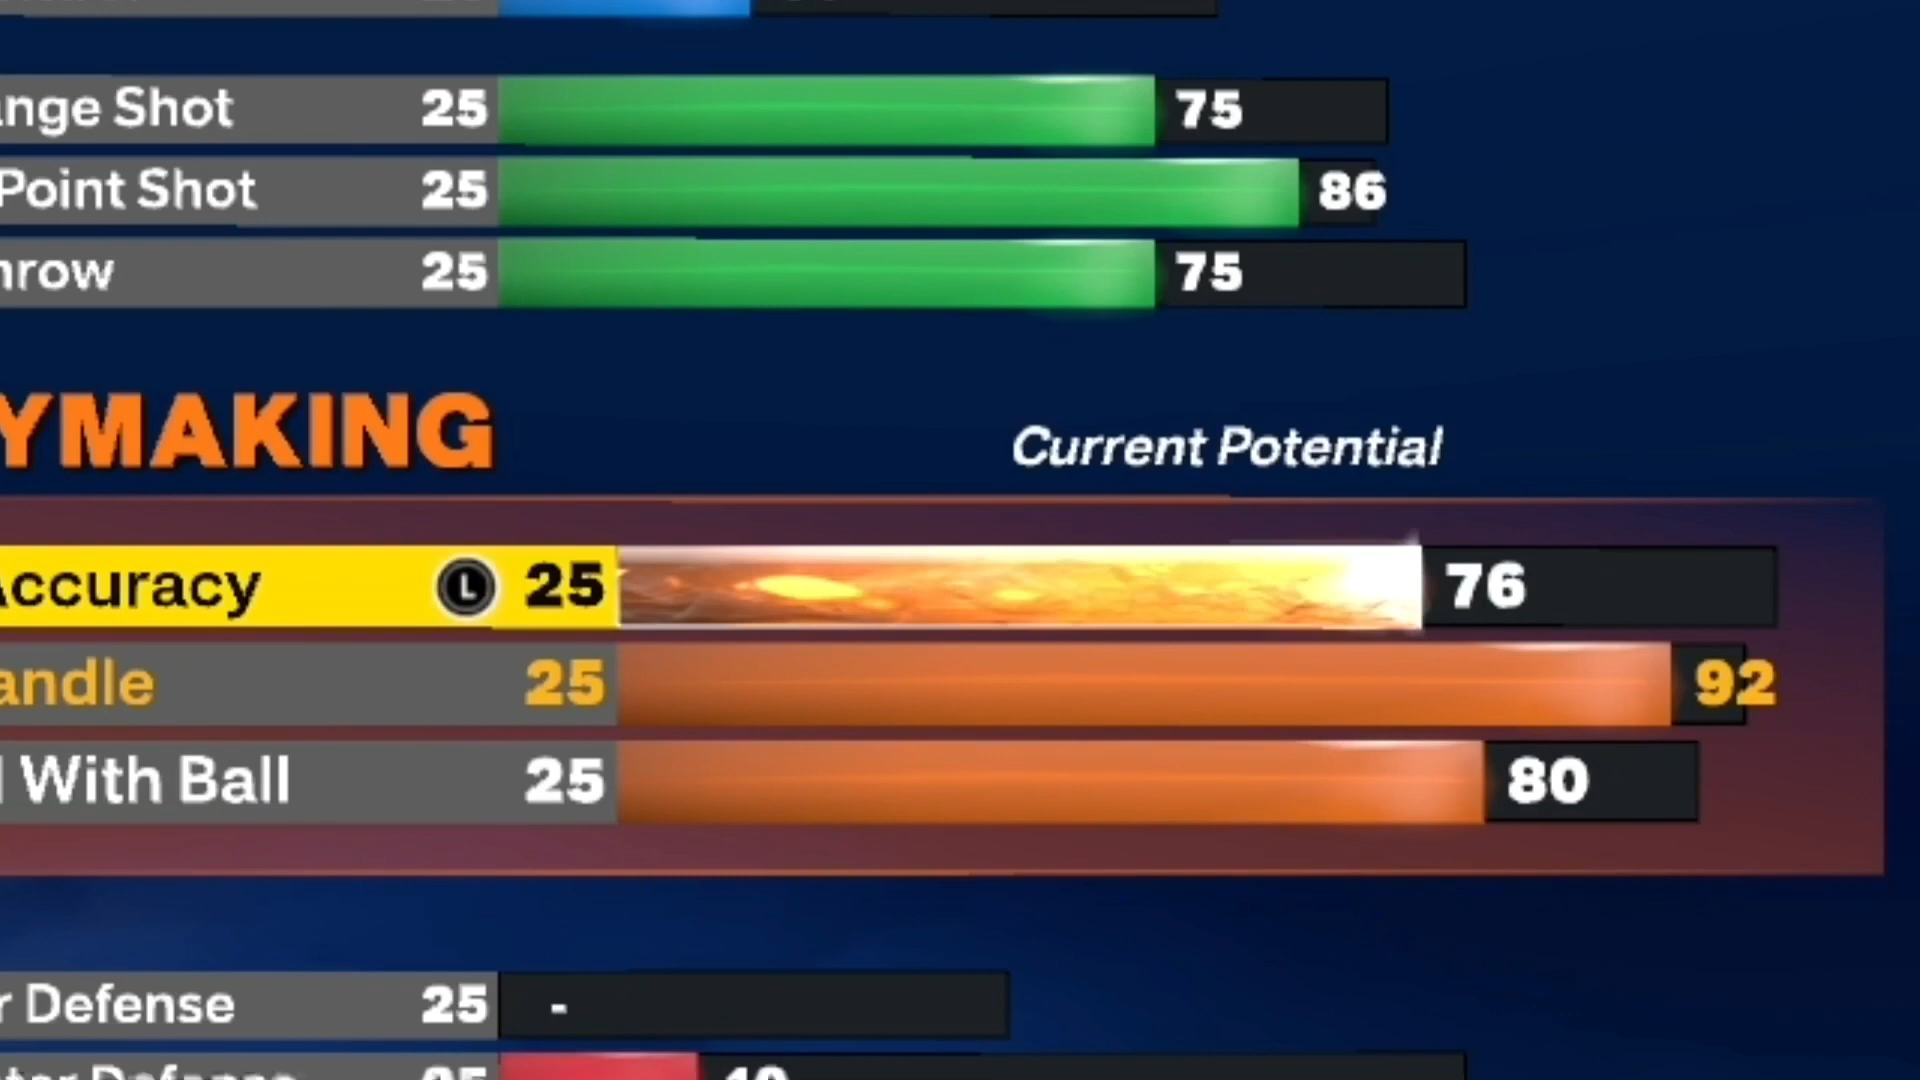 ange Shot 25 75
Point Shot 25 86
hrow 25 75
YMAKING
Current Potential
Accuracy L 25 76
andle 25 92
l With Ball 25 80
r Defense 25 -